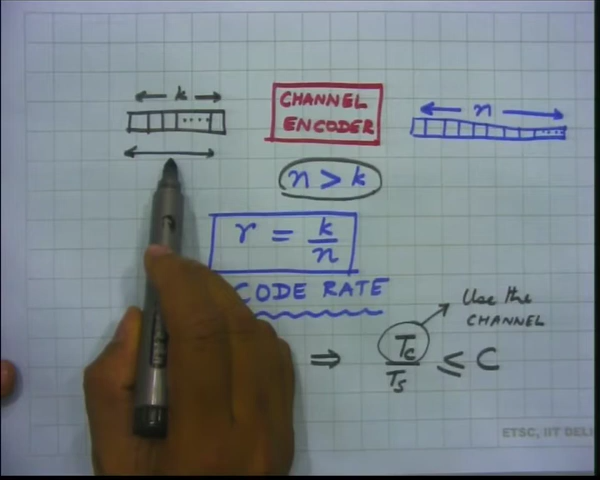 k
CHANNEL
ENCODER
n
n > k
r = k/n
CODE RATE
Use the
CHANNEL
⇒ Tc/Ts ≤ C
ETSC, IIT DEL